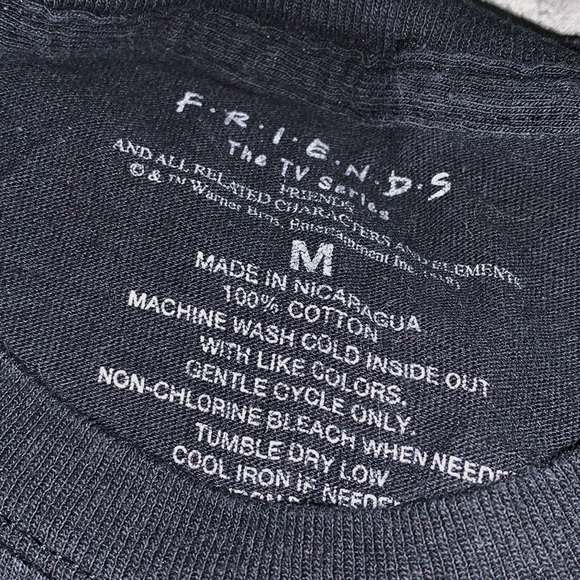 F·R·I·E·N·D·S
The TV Series
FRIENDS
AND ALL RELATED CHARACTERS AND ELEMENTS
© & ™ Warner Bros. Entertainment Inc.
M
MADE IN NICARAGUA
100% COTTON
MACHINE WASH COLD INSIDE OUT
WITH LIKE COLORS.
GENTLE CYCLE ONLY.
NON-CHLORINE BLEACH WHEN NEEDE
TUMBLE DRY LOW
COOL IRON IF NEEDE